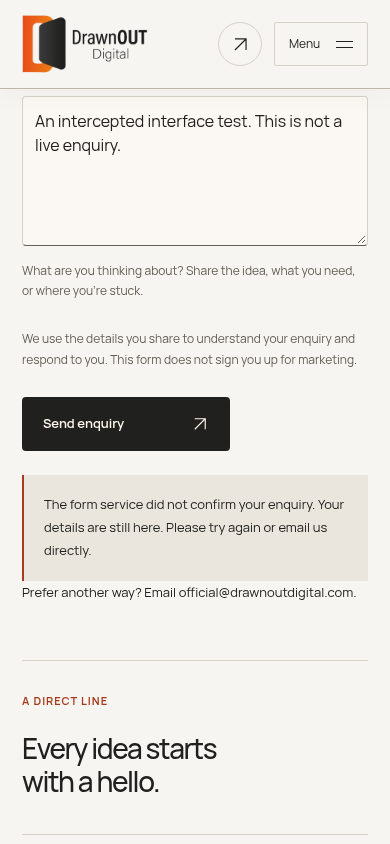 DrawnOUT
Digital
Menu
An intercepted interface test. This is not a
live enquiry.
What are you thinking about? Share the idea, what you need,
or where you’re stuck.
We use the details you share to understand your enquiry and
respond to you. This form does not sign you up for marketing.
Send enquiry
The form service did not confirm your enquiry. Your
details are still here. Please try again or email us
directly.
Prefer another way? Email official@drawnoutdigital.com.
A DIRECT LINE
Every idea starts
with a hello.